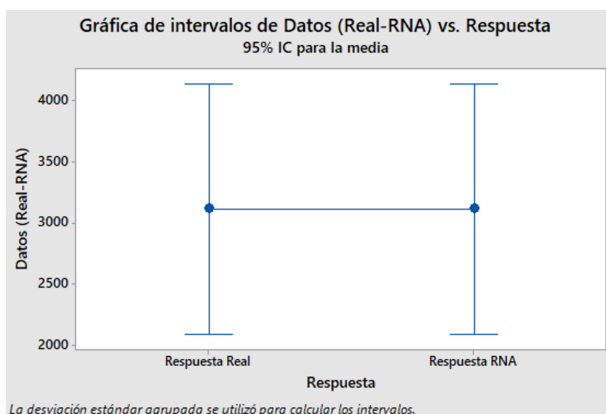 Gráfica de intervalos de Datos (Real-RNA) vs. Respuesta
95% IC para la media
Datos (Real-RNA)
4000
3500
3000
2500
2000
Respuesta Real
Respuesta RNA
Respuesta
La desviación estándar agrupada se utilizó para calcular los intervalos.